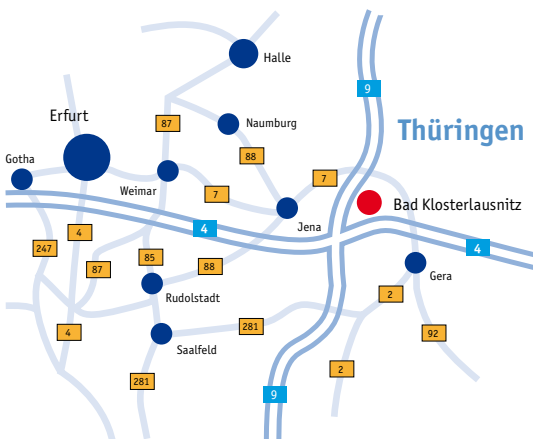 Halle
9
Erfurt
87
Naumburg
Thüringen
88
Gotha
7
Weimar
7
Bad Klosterlausnitz
Jena
4
4
247
4
85
88
87
Gera
Rudolstadt
2
281
4
92
Saalfeld
2
281
9